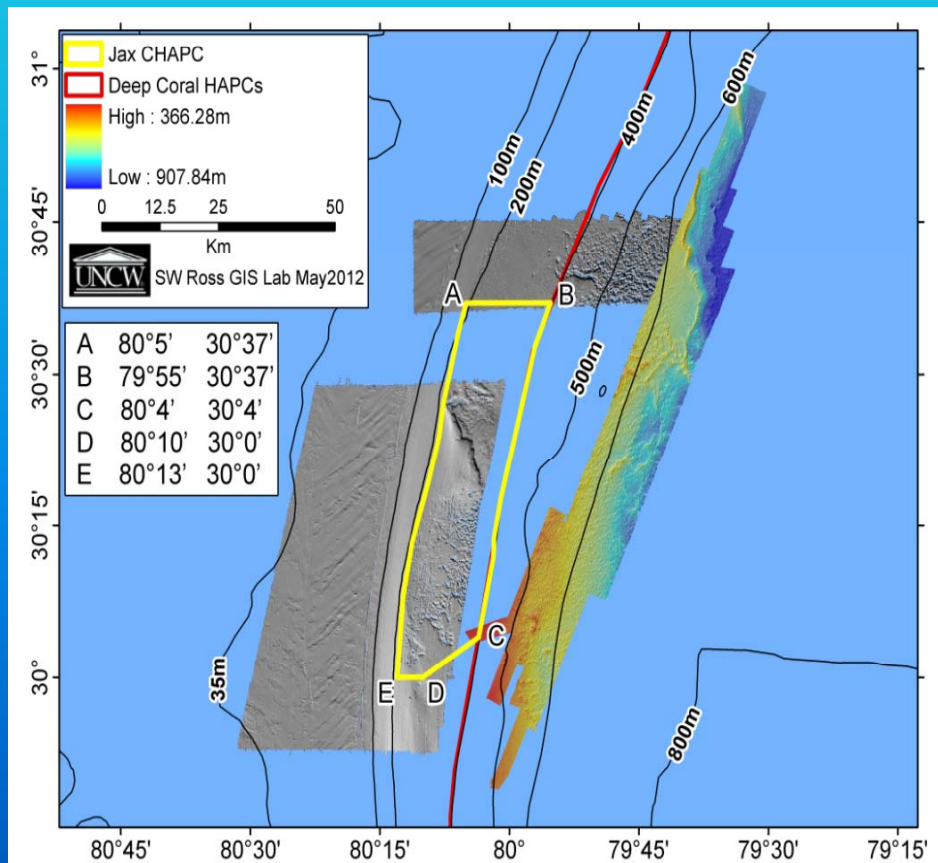 Jax CHAPC
Deep Coral HAPCs
High : 366.28m
Low : 907.84m
0 12.5 25 50
Km
UNCW
SW Ross GIS Lab May2012
A 80°5' 30°37'
B 79°55' 30°37'
C 80°4' 30°4'
D 80°10' 30°0'
E 80°13' 30°0'
31°
30°45'
30°30'
30°15'
30°
100m
200m
400m
600m
500m
35m
800m
A
B
C
D
E
80°45'
80°30'
80°15'
80°
79°45'
79°30'
79°15'